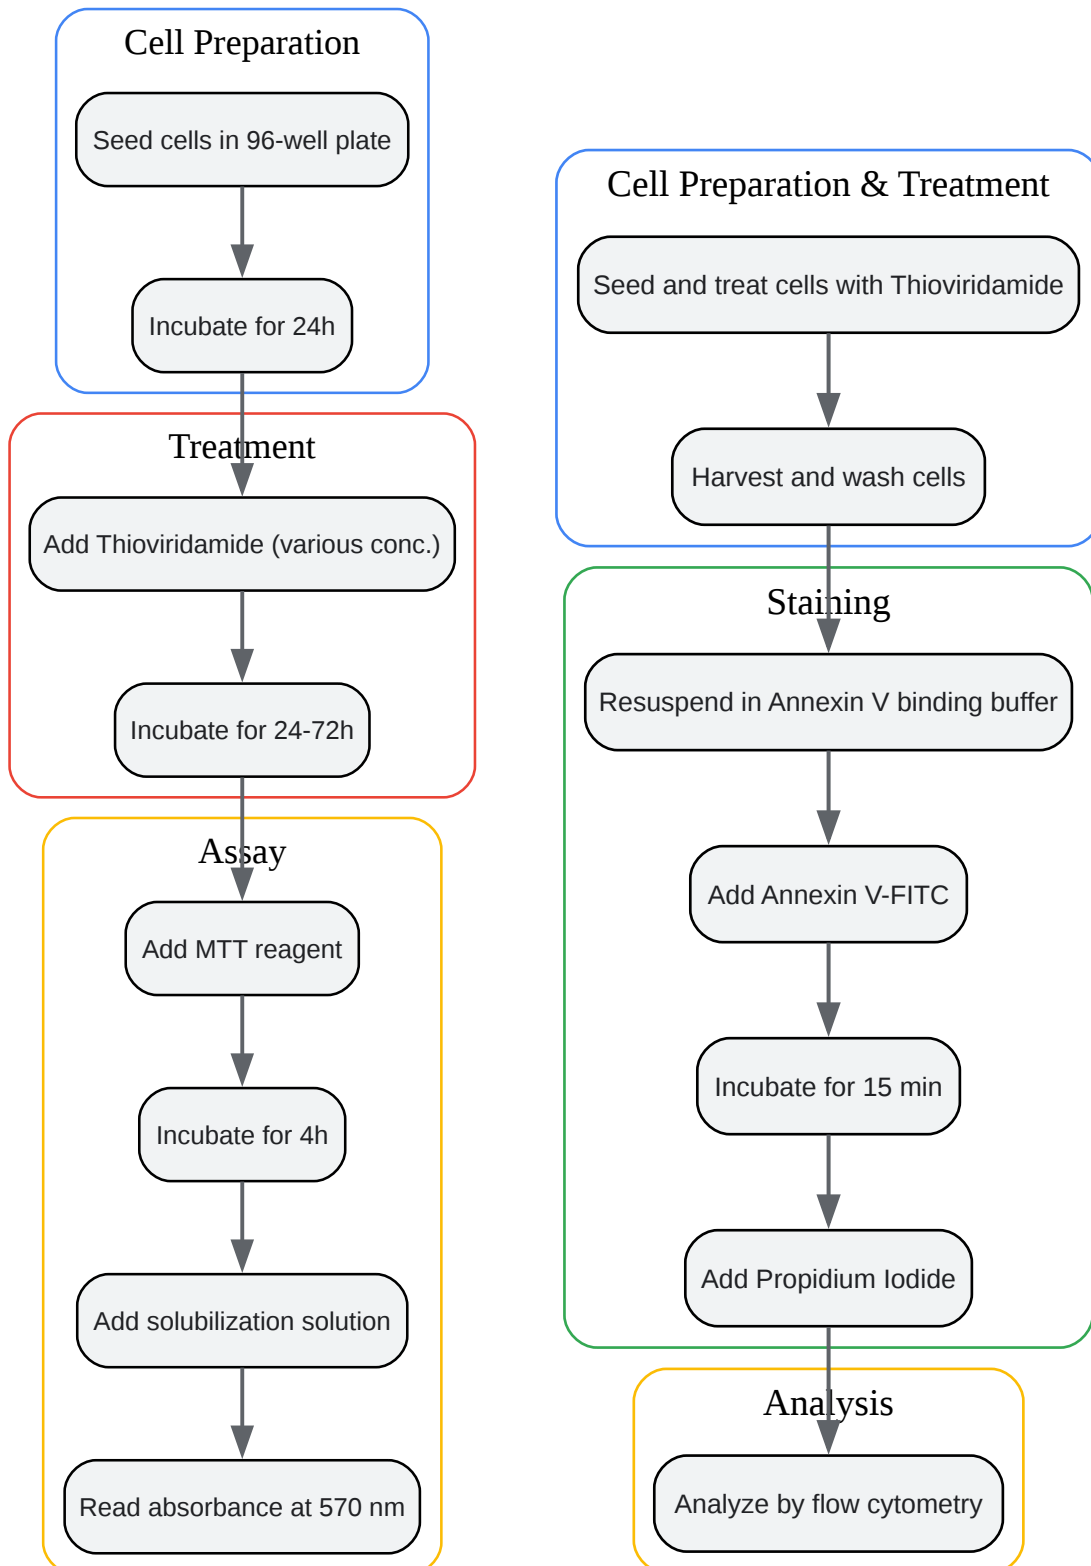 Cell Preparation
Seed cells in 96-well plate
Incubate for 24h
Treatment
Add Thioviridamide (various conc.)
Incubate for 24-72h
Assay
Add MTT reagent
Incubate for 4h
Add solubilization solution
Read absorbance at 570 nm
Cell Preparation & Treatment
Seed and treat cells with Thioviridamide
Harvest and wash cells
Staining
Resuspend in Annexin V binding buffer
Add Annexin V-FITC
Incubate for 15 min
Add Propidium Iodide
Analysis
Analyze by flow cytometry